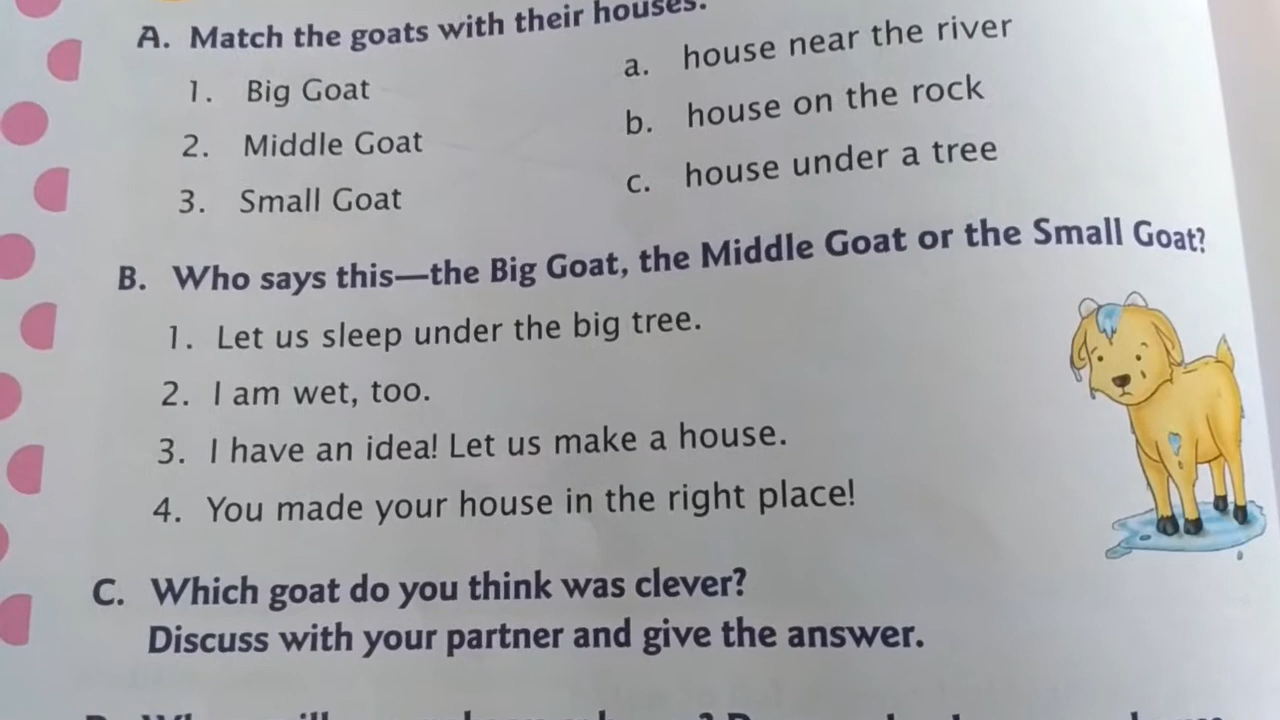 A. Match the goats with their houses.
1. Big Goat
2. Middle Goat
3. Small Goat
a. house near the river
b. house on the rock
c. house under a tree
B. Who says this—the Big Goat, the Middle Goat or the Small Goat?
1. Let us sleep under the big tree.
2. I am wet, too.
3. I have an idea! Let us make a house.
4. You made your house in the right place!
C. Which goat do you think was clever?
Discuss with your partner and give the answer.